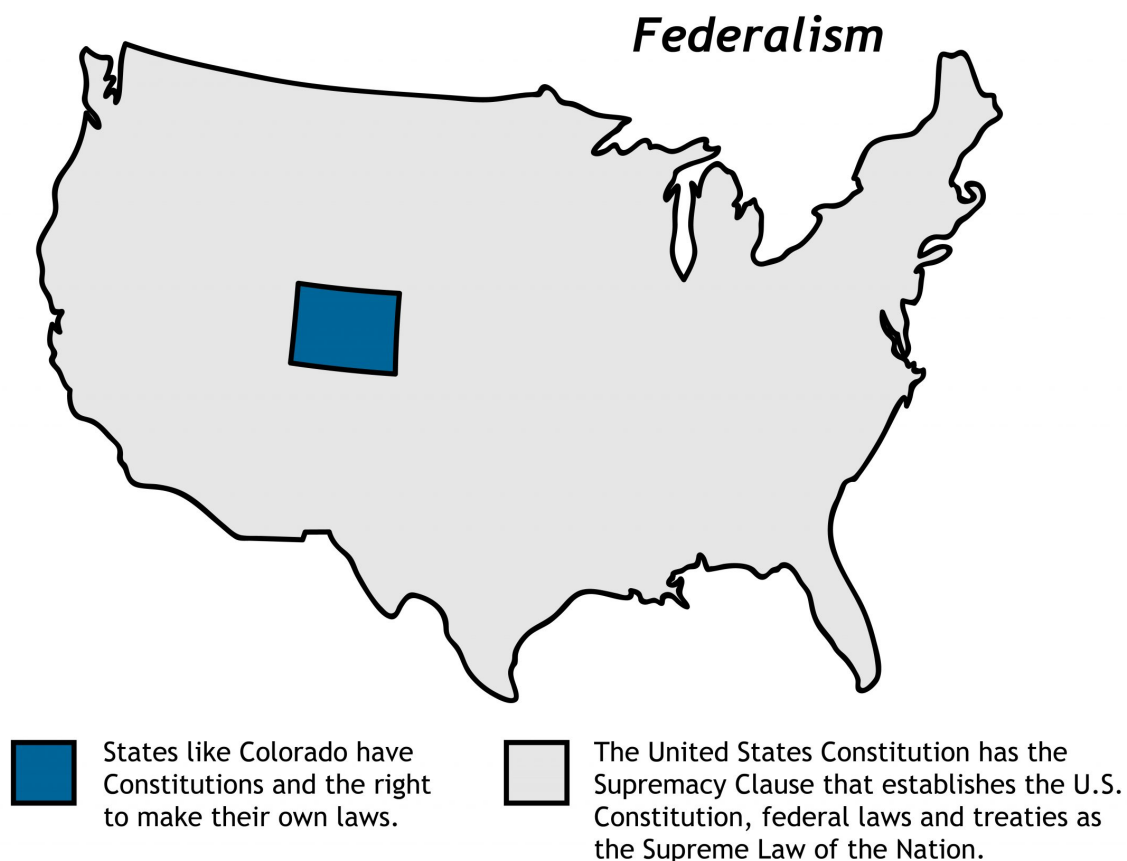 Federalism
States like Colorado have
Constitutions and the right
to make their own laws.
The United States Constitution has the
Supremacy Clause that establishes the U.S.
Constitution, federal laws and treaties as
the Supreme Law of the Nation.